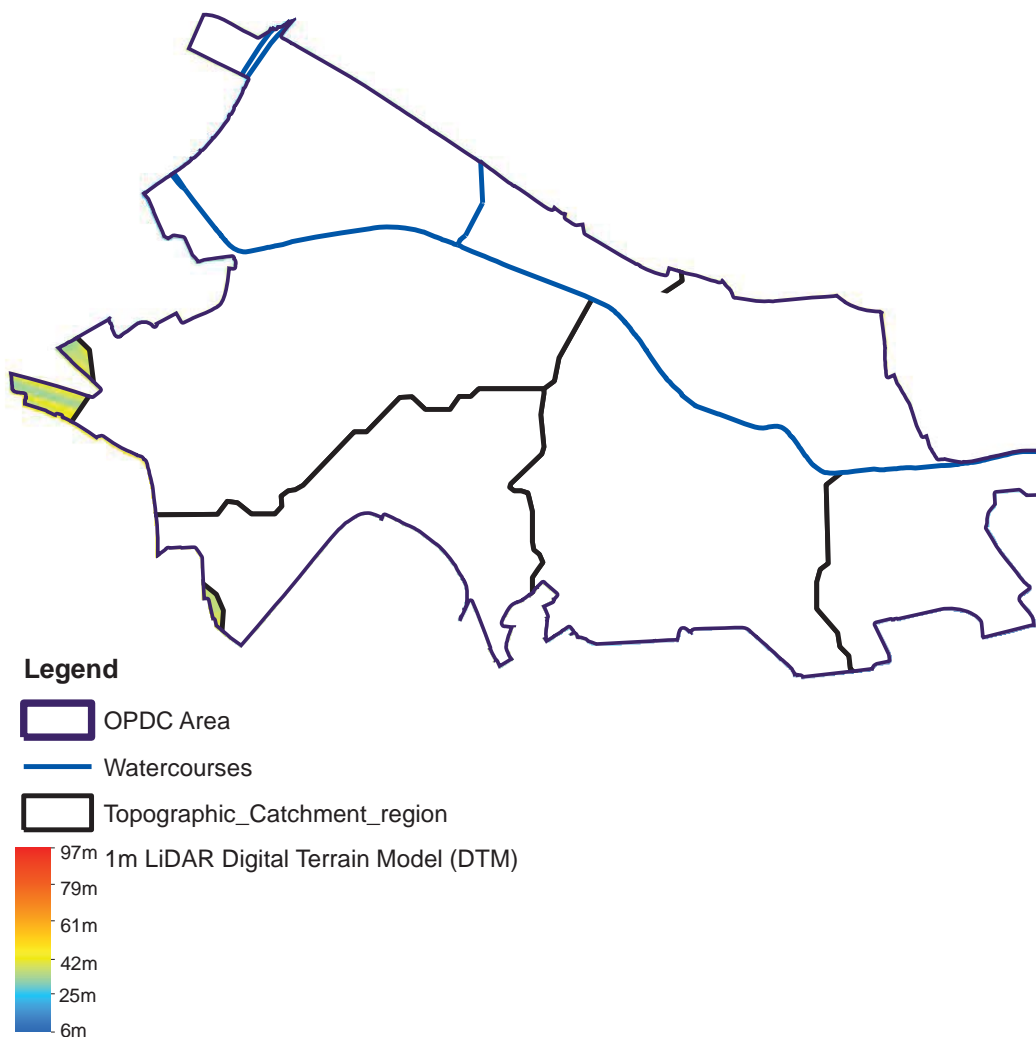 Legend
OPDC Area
Watercourses
Topographic_Catchment_region
1m LiDAR Digital Terrain Model (DTM)
97m
79m
61m
42m
25m
6m